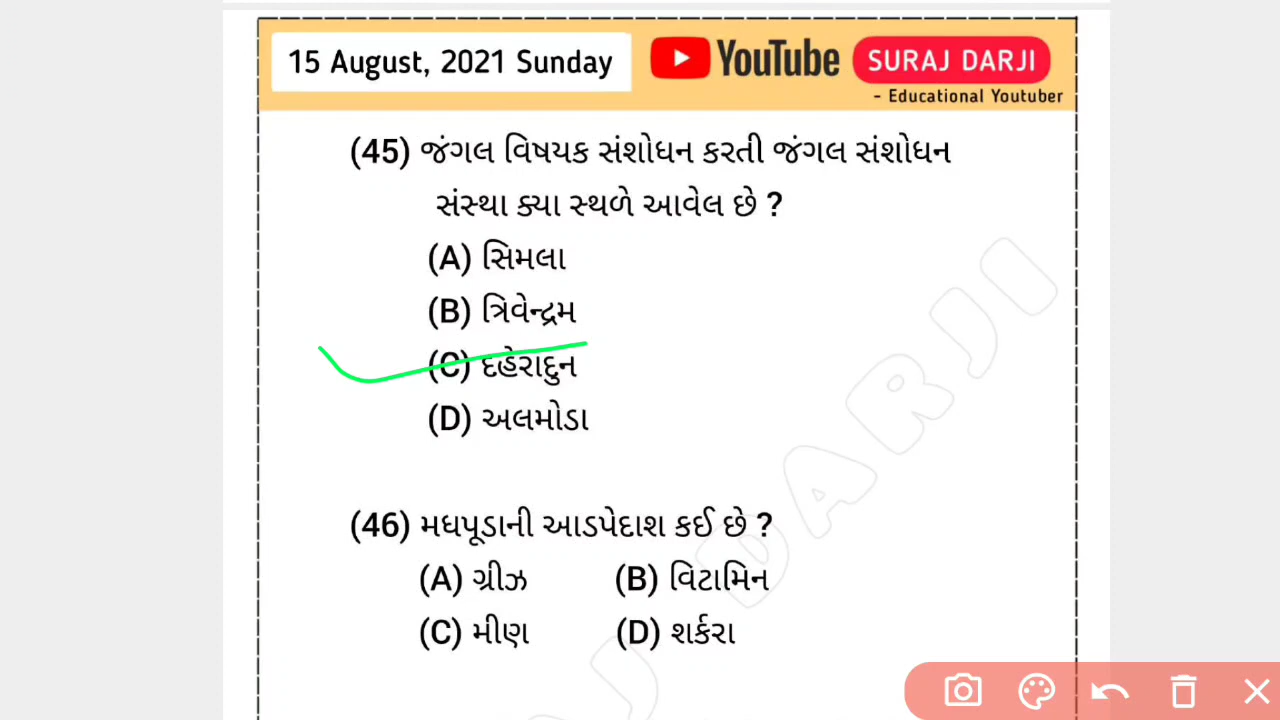 15 August, 2021 Sunday
YouTube SURAJ DARJI
- Educational Youtuber
(45) જંગલ વિષયક સંશોધન કરતી જંગલ સંશોધન
સંસ્થા ક્યા સ્થળે આવેલ છે ?
(A) સિમલા
(B) ત્રિવેન્દ્રમ
(C) દહેરાદુન
(D) અલમોડા
(46) મધપૂડાની આડપેદાશ કઈ છે ?
(A) ગ્રીઝ (B) વિટામિન
(C) મીણ (D) શર્કરા
J DARJI